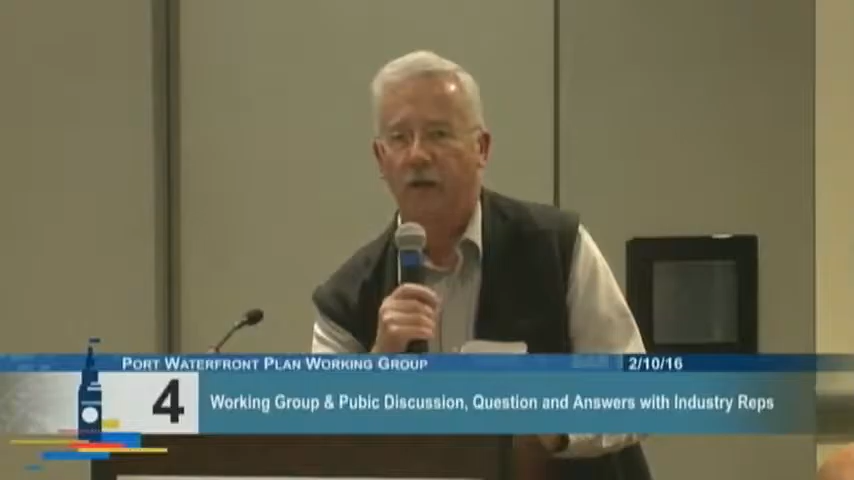 PORT WATERFRONT PLAN WORKING GROUP 2/10/16
4 Working Group & Pubic Discussion, Question and Answers with Industry Reps